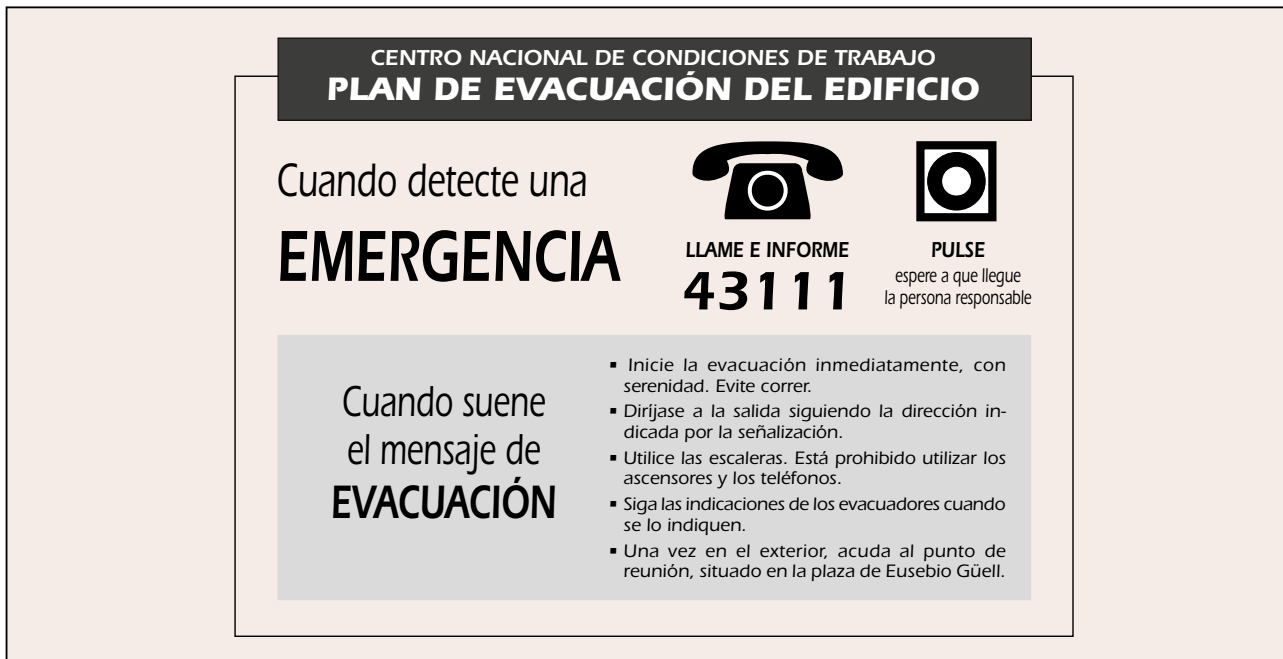 CENTRO NACIONAL DE CONDICIONES DE TRABAJO
PLAN DE EVACUACIÓN DEL EDIFICIO
Cuando detecte una
EMERGENCIA
LLAME E INFORME
43111
PULSE
espere a que llegue
la persona responsable
Cuando suene
el mensaje de
EVACUACIÓN
▪ Inicie la evacuación inmediatamente, con
serenidad. Evite correr.
▪ Diríjase a la salida siguiendo la dirección in-
dicada por la señalización.
▪ Utilice las escaleras. Está prohibido utilizar los
ascensores y los teléfonos.
▪ Siga las indicaciones de los evacuadores cuando
se lo indiquen.
▪ Una vez en el exterior, acuda al punto de
reunión, situado en la plaza de Eusebio Güell.